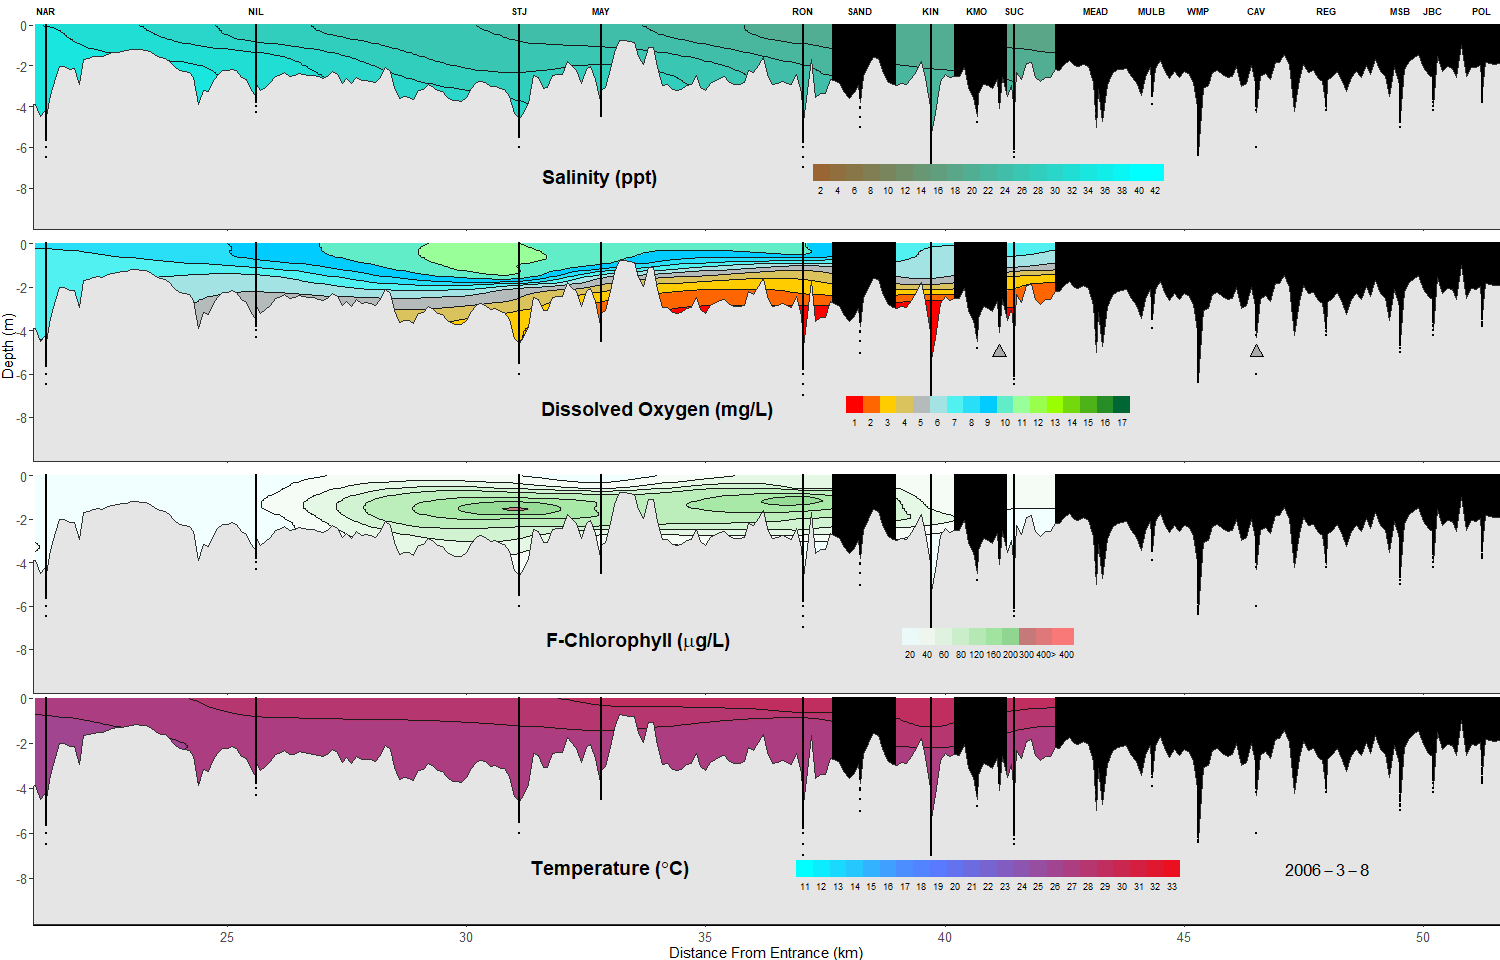 NAR NIL STJ MAY RON SAND KIN KMO SUC MEAD MULB WMP CAV REG MSB JBC POL
0
-2
-4
-6
-8
Salinity (ppt)
2 4 6 8 10 12 14 16 18 20 22 24 26 28 30 32 34 36 38 40 42
0
-2
-4
-6
-8
Depth (m)
Dissolved Oxygen (mg/L)
1 2 3 4 5 6 7 8 9 10 11 12 13 14 15 16 17
0
-2
-4
-6
-8
F-Chlorophyll (µg/L)
20 40 60 80 120 160 200 300 400> 400
0
-2
-4
-6
-8
Temperature (°C)
11 12 13 14 15 16 17 18 19 20 21 22 23 24 25 26 27 28 29 30 31 32 33
2006 – 3 – 8
25 30 35 40 45 50
Distance From Entrance (km)